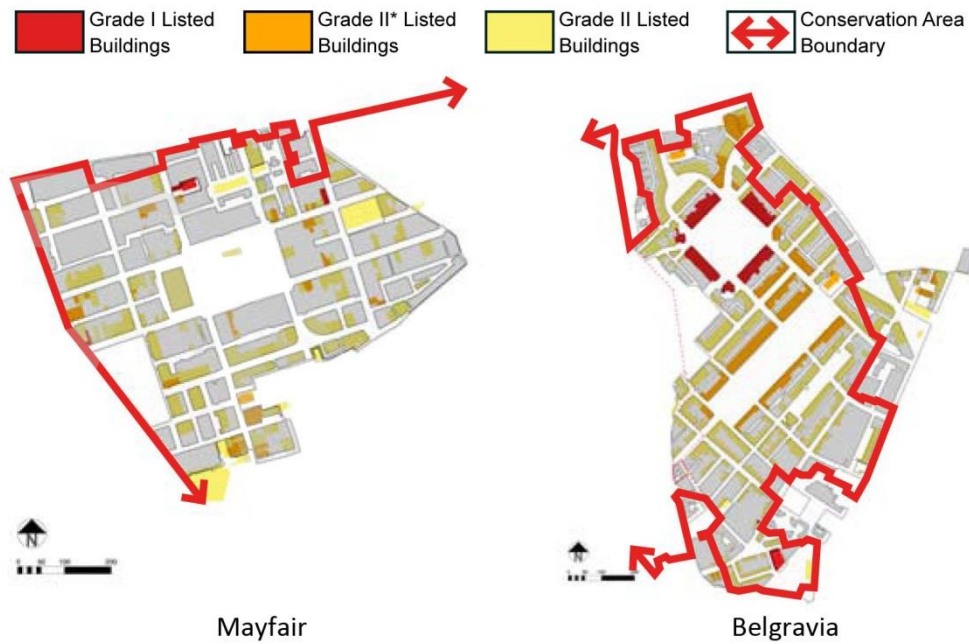 Grade I Listed
Buildings
Grade II* Listed
Buildings
Grade II Listed
Buildings
Conservation Area
Boundary
N
N
Mayfair
Belgravia